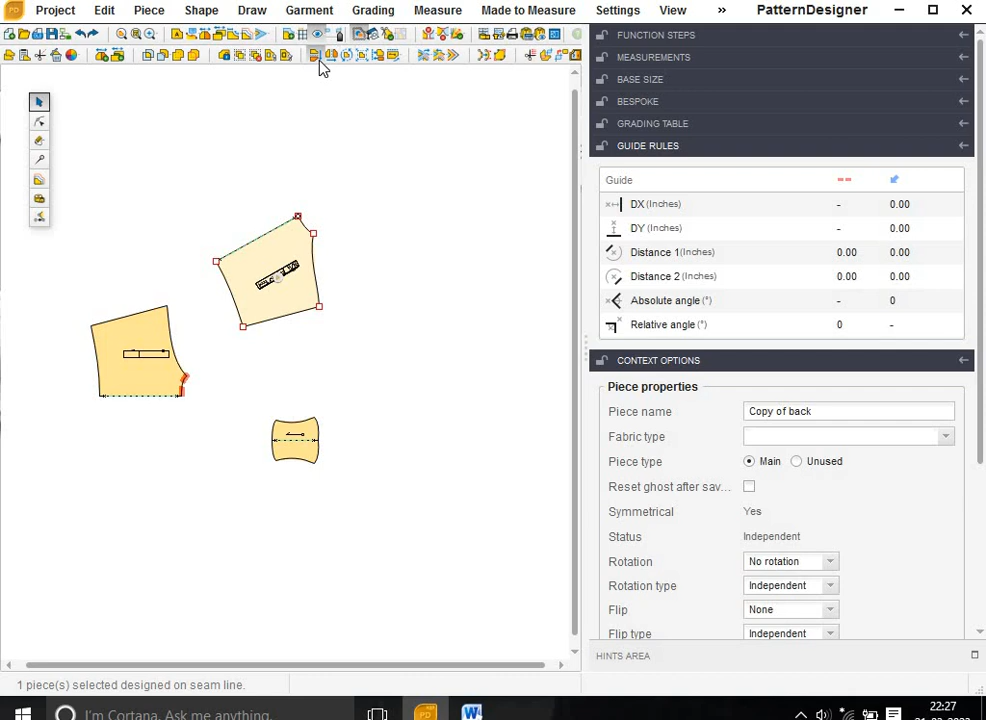 Project Edit Piece Shape Draw Garment Grading Measure Made to Measure Settings View » PatternDesigner
FUNCTION STEPS
MEASUREMENTS
BASE SIZE
BESPOKE
GRADING TABLE
GUIDE RULES
Guide
DX (Inches) - 0.00
DY (Inches) - 0.00
Distance 1 (Inches) 0.00 0.00
Distance 2 (Inches) 0.00 0.00
Absolute angle (°) - 0
Relative angle (°) 0 -
CONTEXT OPTIONS
Piece properties
Piece name Copy of back
Fabric type
Piece type Main Unused
Reset ghost after sav...
Symmetrical Yes
Status Independent
Rotation No rotation
Rotation type Independent
Flip None
Flip type Independent
HINTS AREA
1 piece(s) selected designed on seam line.
I'm Cortana. Ask me anything.
22:27